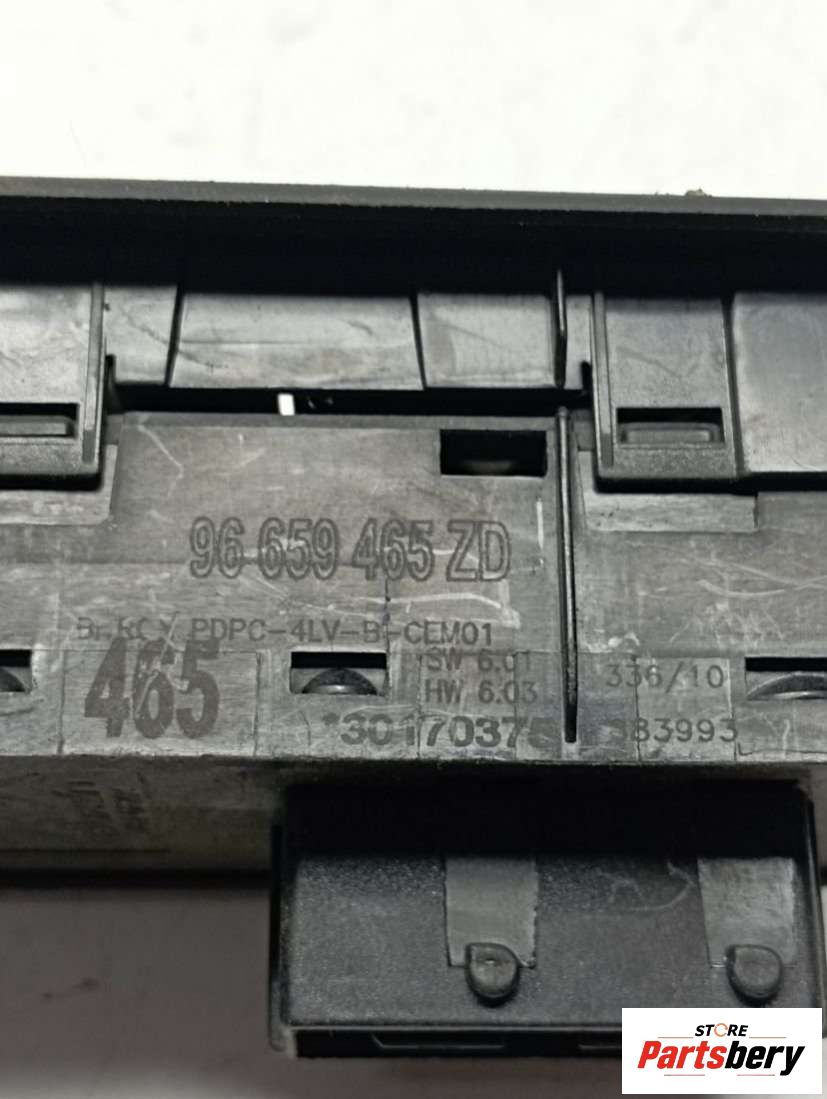 96 659 465 ZD
PDPC-4LV-B-CEM01
465
SW 6.01
HW 6.03
336/10
*30170375
383993
STORE
Partsbery